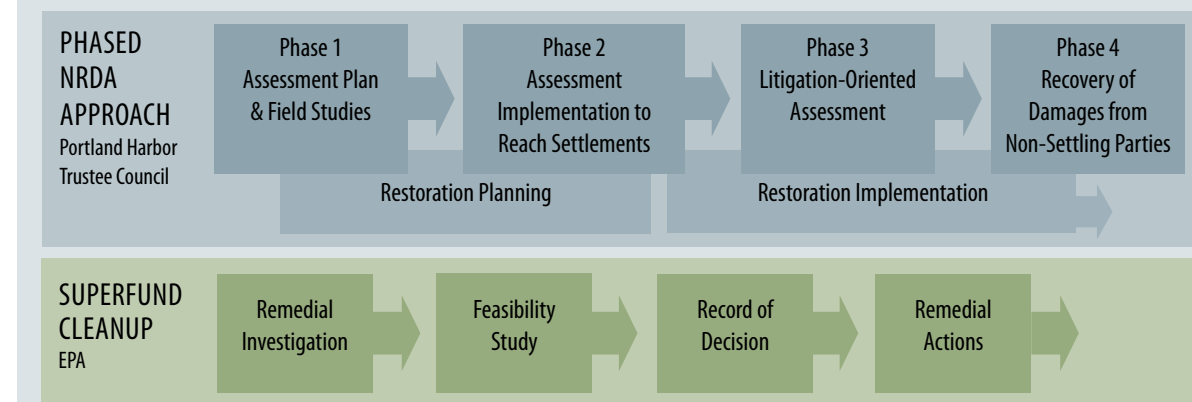 PHASED
NRDA
APPROACH
Portland Harbor
Trustee Council
Phase 1
Assessment Plan
& Field Studies
Phase 2
Assessment
Implementation to
Reach Settlements
Phase 3
Litigation-Oriented
Assessment
Phase 4
Recovery of
Damages from
Non-Settling Parties
Restoration Planning
Restoration Implementation
SUPERFUND
CLEANUP
EPA
Remedial
Investigation
Feasibility
Study
Record of
Decision
Remedial
Actions